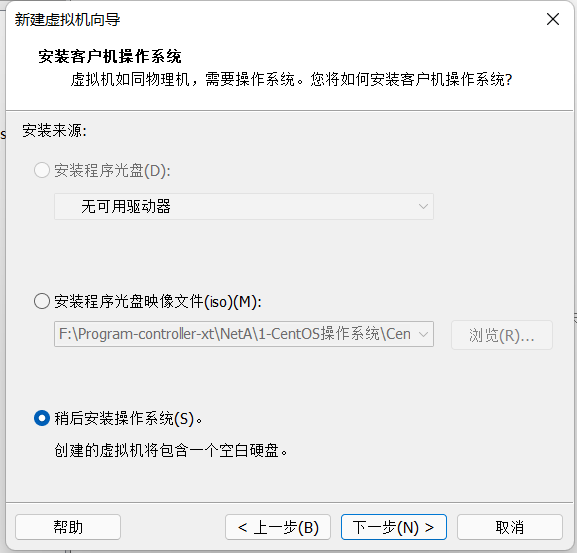 新建虚拟机向导
安装客户机操作系统
虚拟机如同物理机，需要操作系统。您将如何安装客户机操作系统?
安装来源:
安装程序光盘(D):
无可用驱动器
安装程序光盘映像文件(iso)(M):
F:\Program-controller-xt\NetA\1-CentOS操作系统\Cen
浏览(R)...
稍后安装操作系统(S)。
创建的虚拟机将包含一个空白硬盘。
帮助
< 上一步(B)
下一步(N) >
取消